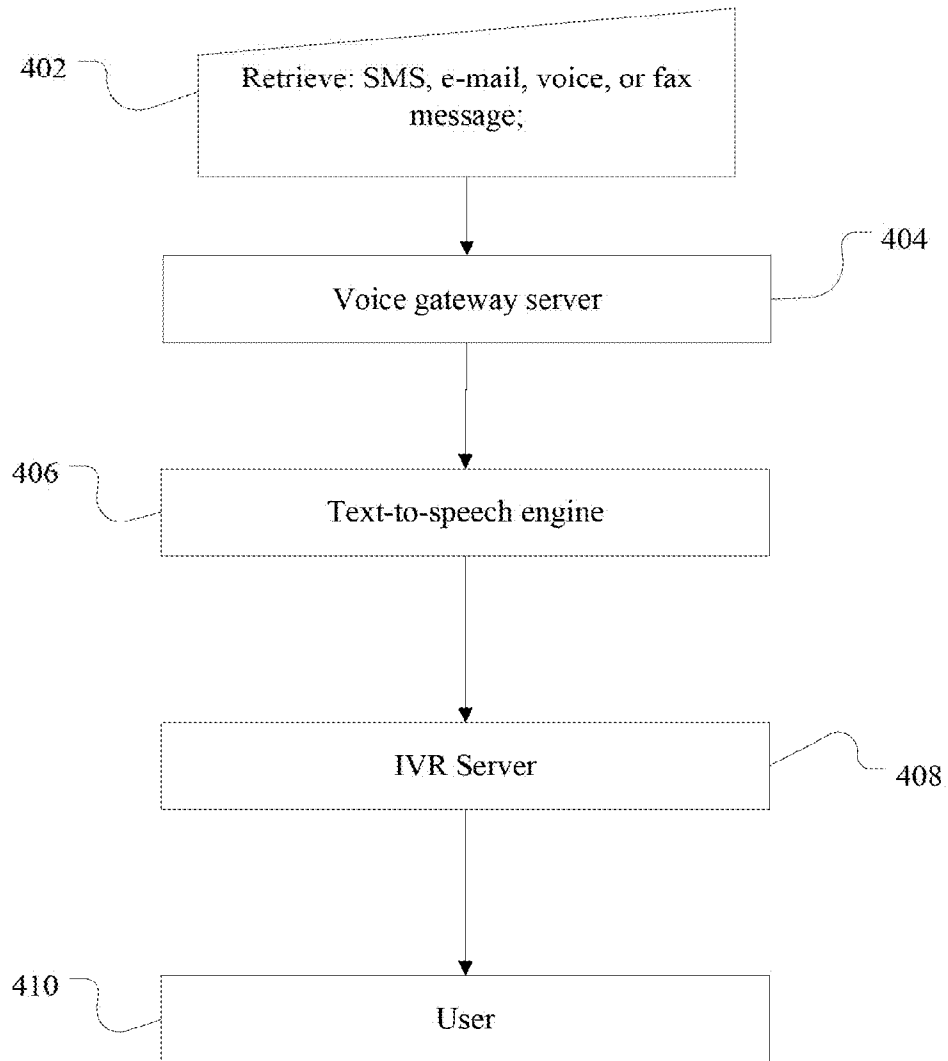 402
Retrieve: SMS, e-mail, voice, or fax
message;
404
Voice gateway server
406
Text-to-speech engine
IVR Server
408
410
User